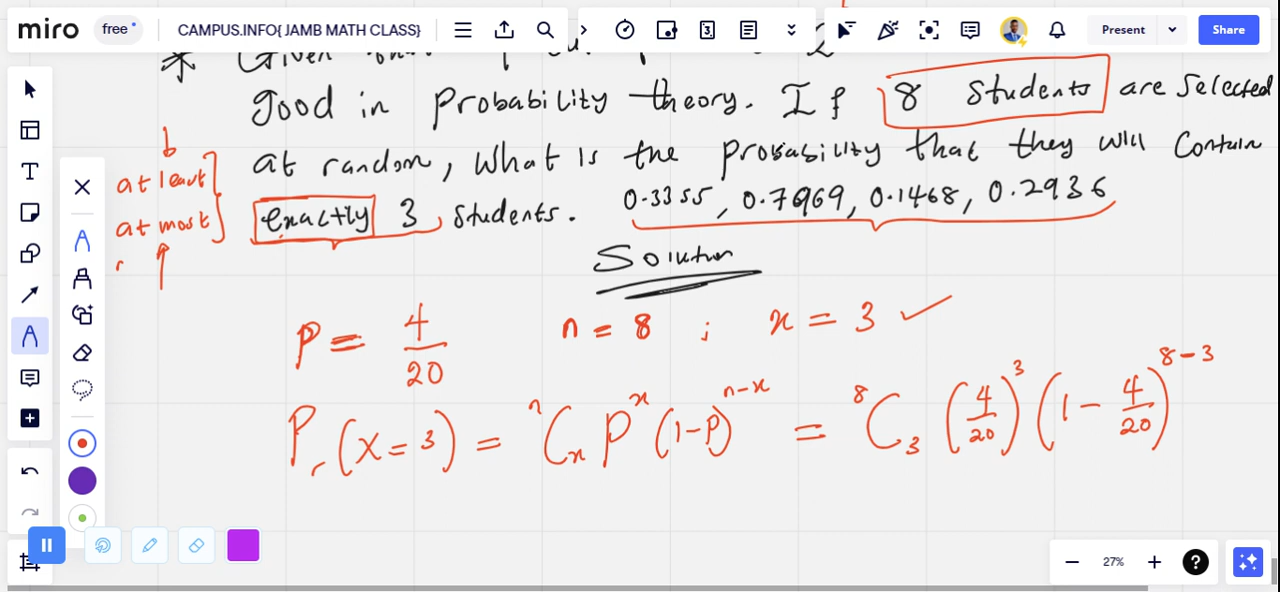 miro free CAMPUS.INFO{ JAMB MATH CLASS} Present Share
good in probability theory. If 8 students are selected
at random, what is the probability that they will contain
exactly 3 students. 0.3355, 0.7969, 0.1468, 0.2936
at least
at most
Solution
P = 4/20 n = 8 ; x = 3 ✓
Pr (X = 3) = ⁿCₓ Pˣ (1-P)ⁿ⁻ˣ = ⁸C₃ (4/20)³ (1 - 4/20)⁸⁻³
27%